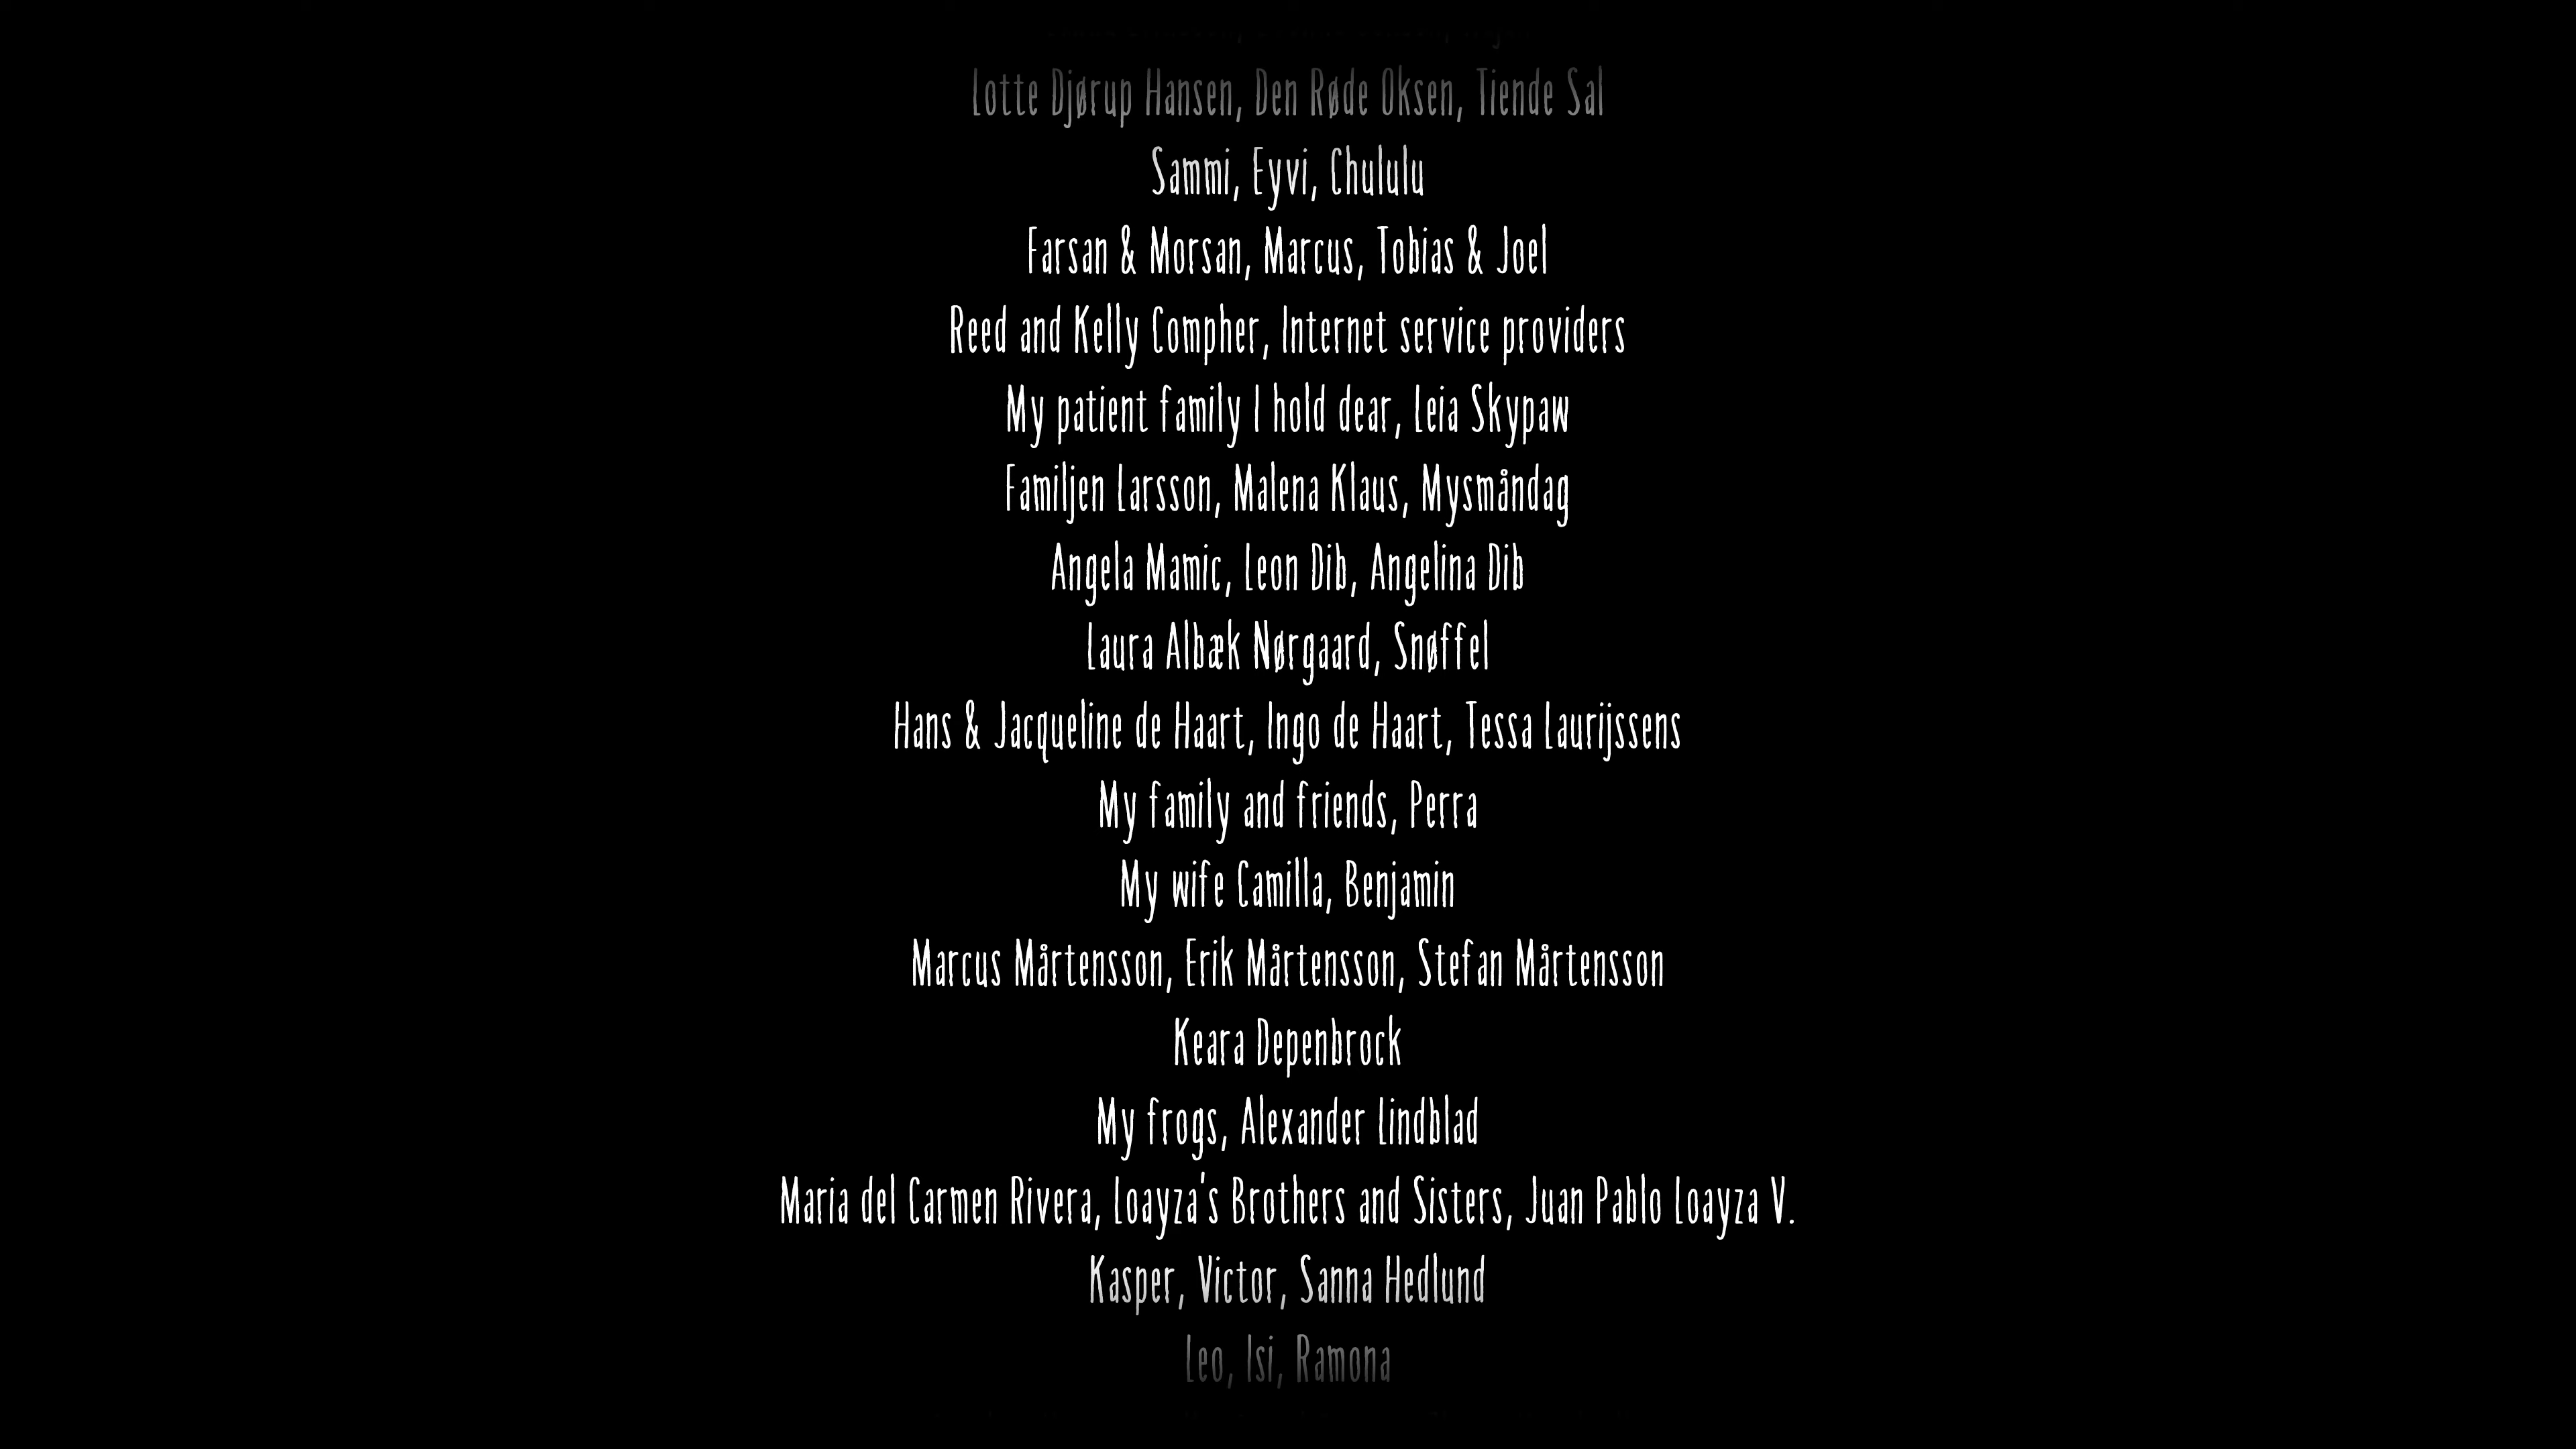 Lotte Djørup Hansen, Den Røde Oksen, Tiende Sal
Sammi, Eyvi, Chululu
Farsan & Morsan, Marcus, Tobias & Joel
Reed and Kelly Compher, Internet service providers
My patient family I hold dear, Leia Skypaw
Familjen Larsson, Malena Klaus, Mysmåndag
Angela Mamic, Leon Dib, Angelina Dib
Laura Albæk Nørgaard, Snøffel
Hans & Jacqueline de Haart, Ingo de Haart, Tessa Laurijssens
My family and friends, Perra
My wife Camilla, Benjamin
Marcus Mårtensson, Erik Mårtensson, Stefan Mårtensson
Keara Depenbrock
My frogs, Alexander Lindblad
Maria del Carmen Rivera, Loayza's Brothers and Sisters, Juan Pablo Loayza V.
Kasper, Victor, Sanna Hedlund
Leo, Isi, Ramona